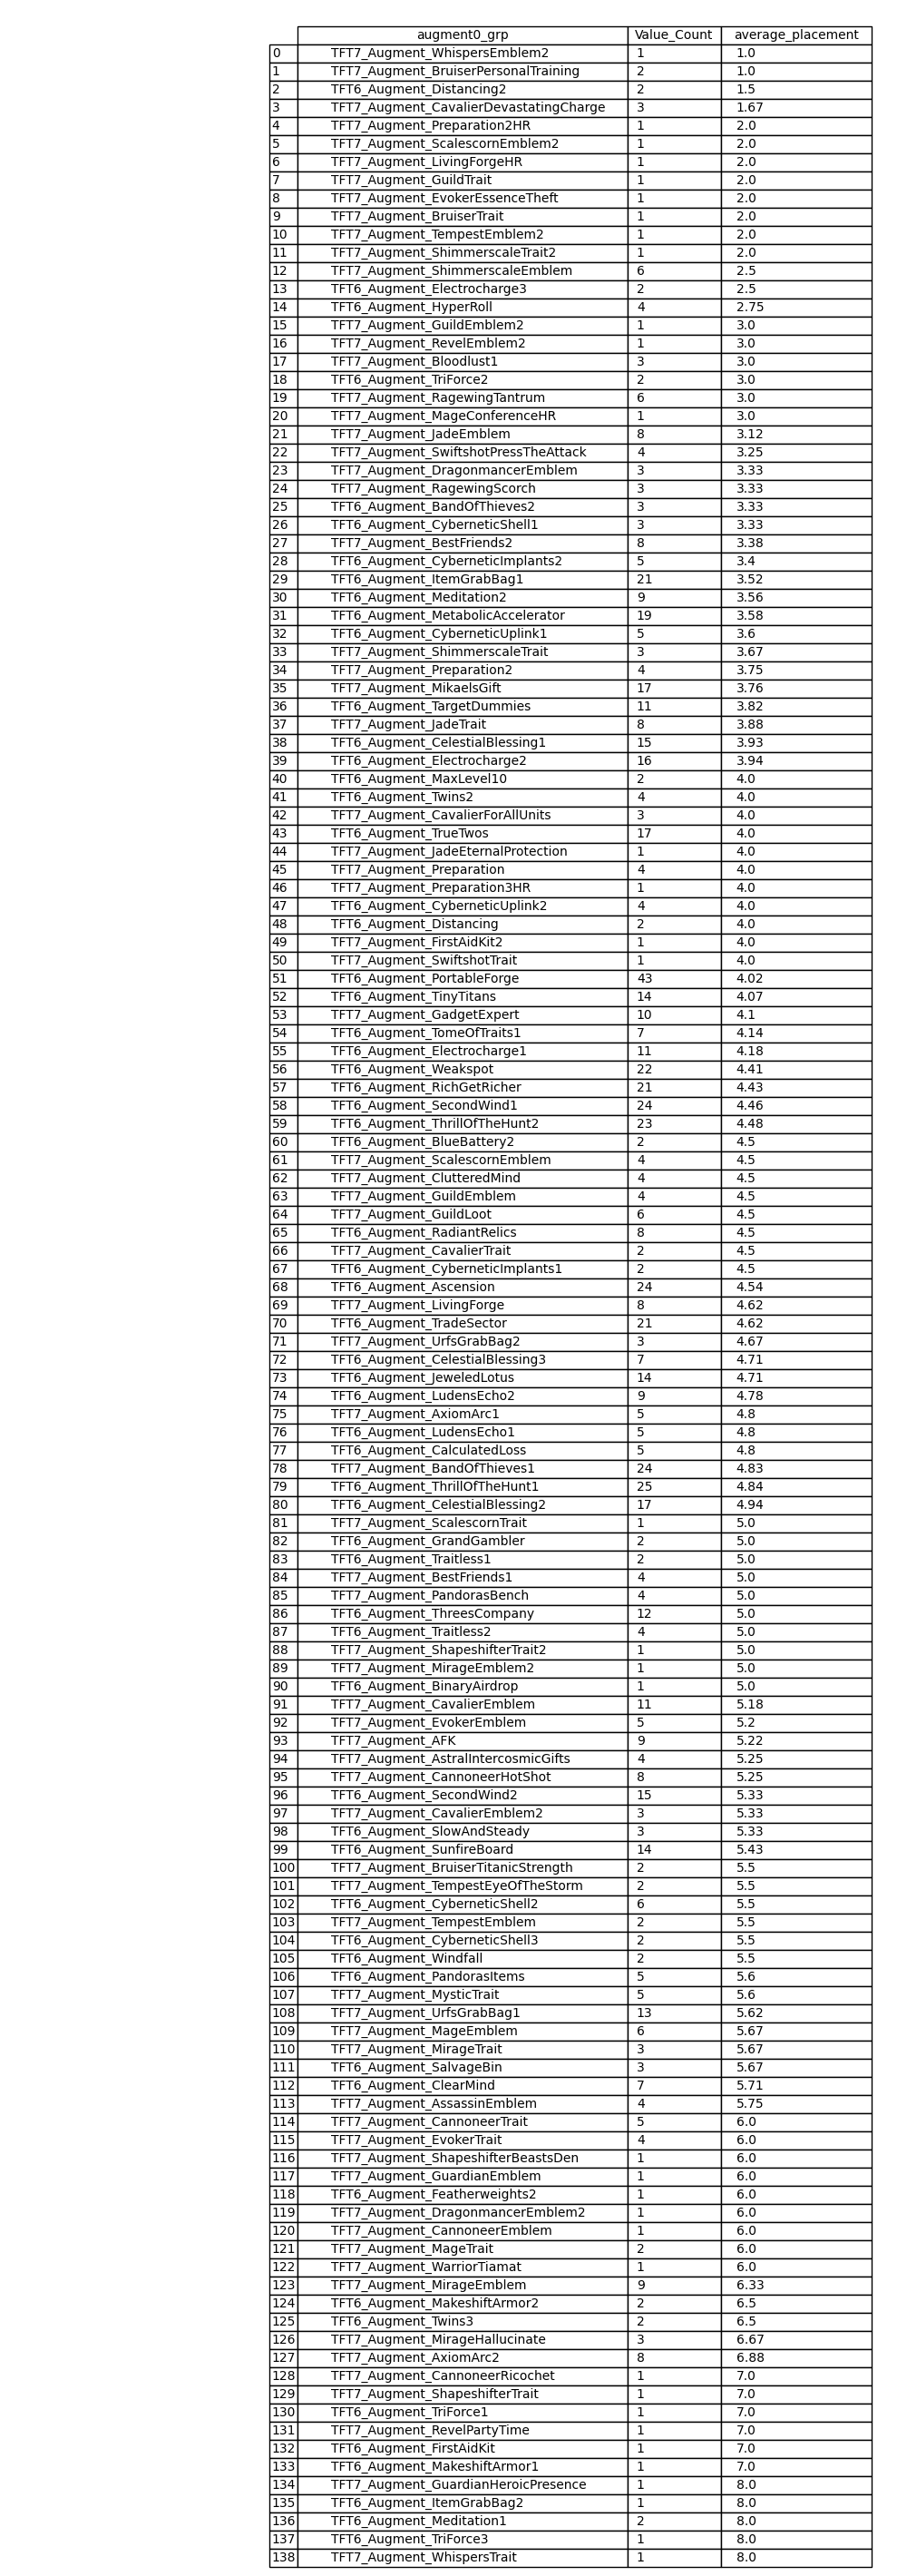 augment0_grp Value_Count average_placement
0 TFT7_Augment_WhispersEmblem2 1 1.0
1 TFT7_Augment_BruiserPersonalTraining 2 1.0
2 TFT6_Augment_Distancing2 2 1.5
3 TFT7_Augment_CavalierDevastatingCharge 3 1.67
4 TFT7_Augment_Preparation2HR 1 2.0
5 TFT7_Augment_ScalescornEmblem2 1 2.0
6 TFT7_Augment_LivingForgeHR 1 2.0
7 TFT7_Augment_GuildTrait 1 2.0
8 TFT7_Augment_EvokerEssenceTheft 1 2.0
9 TFT7_Augment_BruiserTrait 1 2.0
10 TFT7_Augment_TempestEmblem2 1 2.0
11 TFT7_Augment_ShimmerscaleTrait2 1 2.0
12 TFT7_Augment_ShimmerscaleEmblem 6 2.5
13 TFT6_Augment_Electrocharge3 2 2.5
14 TFT6_Augment_HyperRoll 4 2.75
15 TFT7_Augment_GuildEmblem2 1 3.0
16 TFT7_Augment_RevelEmblem2 1 3.0
17 TFT7_Augment_Bloodlust1 3 3.0
18 TFT6_Augment_TriForce2 2 3.0
19 TFT7_Augment_RagewingTantrum 6 3.0
20 TFT7_Augment_MageConferenceHR 1 3.0
21 TFT7_Augment_JadeEmblem 8 3.12
22 TFT7_Augment_SwiftshotPressTheAttack 4 3.25
23 TFT7_Augment_DragonmancerEmblem 3 3.33
24 TFT7_Augment_RagewingScorch 3 3.33
25 TFT6_Augment_BandOfThieves2 3 3.33
26 TFT6_Augment_CyberneticShell1 3 3.33
27 TFT7_Augment_BestFriends2 8 3.38
28 TFT6_Augment_CyberneticImplants2 5 3.4
29 TFT6_Augment_ItemGrabBag1 21 3.52
30 TFT6_Augment_Meditation2 9 3.56
31 TFT6_Augment_MetabolicAccelerator 19 3.58
32 TFT6_Augment_CyberneticUplink1 5 3.6
33 TFT7_Augment_ShimmerscaleTrait 3 3.67
34 TFT7_Augment_Preparation2 4 3.75
35 TFT7_Augment_MikaelsGift 17 3.76
36 TFT6_Augment_TargetDummies 11 3.82
37 TFT7_Augment_JadeTrait 8 3.88
38 TFT6_Augment_CelestialBlessing1 15 3.93
39 TFT6_Augment_Electrocharge2 16 3.94
40 TFT6_Augment_MaxLevel10 2 4.0
41 TFT6_Augment_Twins2 4 4.0
42 TFT7_Augment_CavalierForAllUnits 3 4.0
43 TFT6_Augment_TrueTwos 17 4.0
44 TFT7_Augment_JadeEternalProtection 1 4.0
45 TFT7_Augment_Preparation 4 4.0
46 TFT7_Augment_Preparation3HR 1 4.0
47 TFT6_Augment_CyberneticUplink2 4 4.0
48 TFT6_Augment_Distancing 2 4.0
49 TFT7_Augment_FirstAidKit2 1 4.0
50 TFT7_Augment_SwiftshotTrait 1 4.0
51 TFT6_Augment_PortableForge 43 4.02
52 TFT6_Augment_TinyTitans 14 4.07
53 TFT7_Augment_GadgetExpert 10 4.1
54 TFT6_Augment_TomeOfTraits1 7 4.14
55 TFT6_Augment_Electrocharge1 11 4.18
56 TFT6_Augment_Weakspot 22 4.41
57 TFT6_Augment_RichGetRicher 21 4.43
58 TFT6_Augment_SecondWind1 24 4.46
59 TFT6_Augment_ThrillOfTheHunt2 23 4.48
60 TFT6_Augment_BlueBattery2 2 4.5
61 TFT7_Augment_ScalescornEmblem 4 4.5
62 TFT7_Augment_ClutteredMind 4 4.5
63 TFT7_Augment_GuildEmblem 4 4.5
64 TFT7_Augment_GuildLoot 6 4.5
65 TFT6_Augment_RadiantRelics 8 4.5
66 TFT7_Augment_CavalierTrait 2 4.5
67 TFT6_Augment_CyberneticImplants1 2 4.5
68 TFT6_Augment_Ascension 24 4.54
69 TFT7_Augment_LivingForge 8 4.62
70 TFT6_Augment_TradeSector 21 4.62
71 TFT7_Augment_UrfsGrabBag2 3 4.67
72 TFT6_Augment_CelestialBlessing3 7 4.71
73 TFT6_Augment_JeweledLotus 14 4.71
74 TFT6_Augment_LudensEcho2 9 4.78
75 TFT7_Augment_AxiomArc1 5 4.8
76 TFT6_Augment_LudensEcho1 5 4.8
77 TFT6_Augment_CalculatedLoss 5 4.8
78 TFT7_Augment_BandOfThieves1 24 4.83
79 TFT6_Augment_ThrillOfTheHunt1 25 4.84
80 TFT6_Augment_CelestialBlessing2 17 4.94
81 TFT7_Augment_ScalescornTrait 1 5.0
82 TFT6_Augment_GrandGambler 2 5.0
83 TFT6_Augment_Traitless1 2 5.0
84 TFT7_Augment_BestFriends1 4 5.0
85 TFT7_Augment_PandorasBench 4 5.0
86 TFT6_Augment_ThreesCompany 12 5.0
87 TFT6_Augment_Traitless2 4 5.0
88 TFT7_Augment_ShapeshifterTrait2 1 5.0
89 TFT7_Augment_MirageEmblem2 1 5.0
90 TFT6_Augment_BinaryAirdrop 1 5.0
91 TFT7_Augment_CavalierEmblem 11 5.18
92 TFT7_Augment_EvokerEmblem 5 5.2
93 TFT7_Augment_AFK 9 5.22
94 TFT7_Augment_AstralIntercosmicGifts 4 5.25
95 TFT7_Augment_CannoneerHotShot 8 5.25
96 TFT6_Augment_SecondWind2 15 5.33
97 TFT7_Augment_CavalierEmblem2 3 5.33
98 TFT6_Augment_SlowAndSteady 3 5.33
99 TFT6_Augment_SunfireBoard 14 5.43
100 TFT7_Augment_BruiserTitanicStrength 2 5.5
101 TFT7_Augment_TempestEyeOfTheStorm 2 5.5
102 TFT6_Augment_CyberneticShell2 6 5.5
103 TFT7_Augment_TempestEmblem 2 5.5
104 TFT6_Augment_CyberneticShell3 2 5.5
105 TFT6_Augment_Windfall 2 5.5
106 TFT6_Augment_PandorasItems 5 5.6
107 TFT7_Augment_MysticTrait 5 5.6
108 TFT7_Augment_UrfsGrabBag1 13 5.62
109 TFT7_Augment_MageEmblem 6 5.67
110 TFT7_Augment_MirageTrait 3 5.67
111 TFT6_Augment_SalvageBin 3 5.67
112 TFT6_Augment_ClearMind 7 5.71
113 TFT7_Augment_AssassinEmblem 4 5.75
114 TFT7_Augment_CannoneerTrait 5 6.0
115 TFT7_Augment_EvokerTrait 4 6.0
116 TFT7_Augment_ShapeshifterBeastsDen 1 6.0
117 TFT7_Augment_GuardianEmblem 1 6.0
118 TFT6_Augment_Featherweights2 1 6.0
119 TFT7_Augment_DragonmancerEmblem2 1 6.0
120 TFT7_Augment_CannoneerEmblem 1 6.0
121 TFT7_Augment_MageTrait 2 6.0
122 TFT7_Augment_WarriorTiamat 1 6.0
123 TFT7_Augment_MirageEmblem 9 6.33
124 TFT6_Augment_MakeshiftArmor2 2 6.5
125 TFT6_Augment_Twins3 2 6.5
126 TFT7_Augment_MirageHallucinate 3 6.67
127 TFT7_Augment_AxiomArc2 8 6.88
128 TFT7_Augment_CannoneerRicochet 1 7.0
129 TFT7_Augment_ShapeshifterTrait 1 7.0
130 TFT6_Augment_TriForce1 1 7.0
131 TFT7_Augment_RevelPartyTime 1 7.0
132 TFT6_Augment_FirstAidKit 1 7.0
133 TFT6_Augment_MakeshiftArmor1 1 7.0
134 TFT7_Augment_GuardianHeroicPresence 1 8.0
135 TFT6_Augment_ItemGrabBag2 1 8.0
136 TFT6_Augment_Meditation1 2 8.0
137 TFT6_Augment_TriForce3 1 8.0
138 TFT7_Augment_WhispersTrait 1 8.0